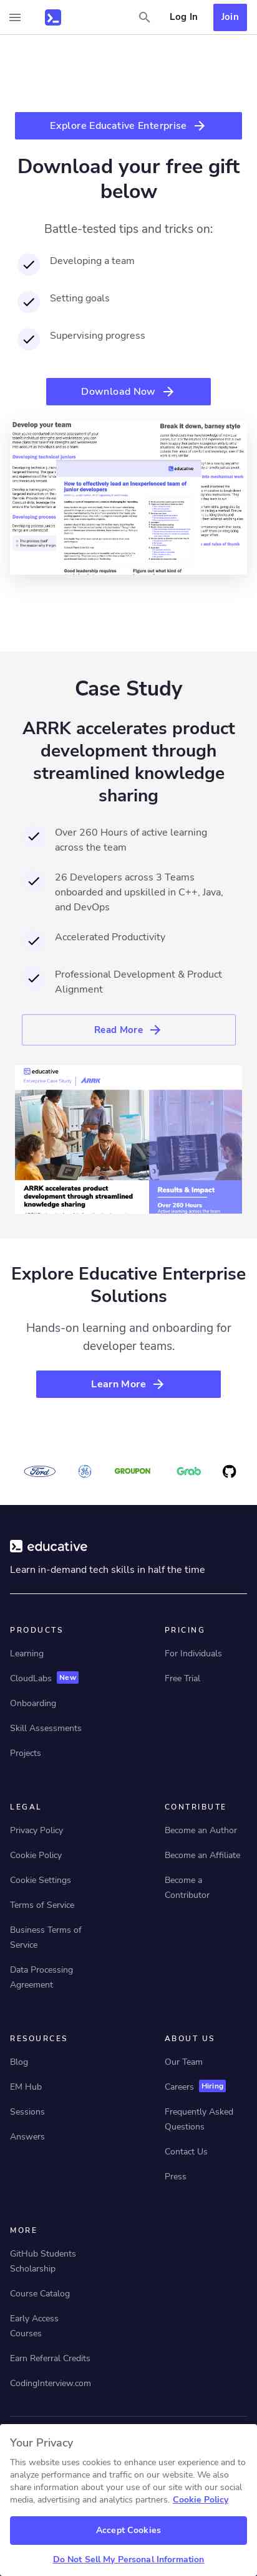 Log In
Join
Explore Educative Enterprise
Download your free gift
below
Battle-tested tips and tricks on:
Developing a team
Setting goals
Supervising progress
Download Now
Develop your team
Break it down, barney style
Developing technical juniors
educative
How to effectively lead an inexperienced team of
junior developers
Good leadership requires
Figure out what kind of
Case Study
ARRK accelerates product
development through
streamlined knowledge
sharing
Over 260 Hours of active learning
across the team
26 Developers across 3 Teams
onboarded and upskilled in C++, Java,
and DevOps
Accelerated Productivity
Professional Development & Product
Alignment
Read More
educative
Enterprise Case Study
ARRK
ARRK accelerates product
development through streamlined
knowledge sharing
Results & Impact
Over 260 Hours
Explore Educative Enterprise
Solutions
Hands-on learning and onboarding for
developer teams.
Learn More
Ford
GE
GROUPON
Grab
educative
Learn in-demand tech skills in half the time
PRODUCTS
Learning
CloudLabs New
Onboarding
Skill Assessments
Projects
PRICING
For Individuals
Free Trial
LEGAL
Privacy Policy
Cookie Policy
Cookie Settings
Terms of Service
Business Terms of
Service
Data Processing
Agreement
CONTRIBUTE
Become an Author
Become an Affiliate
Become a
Contributor
RESOURCES
Blog
EM Hub
Sessions
Answers
ABOUT US
Our Team
Careers Hiring
Frequently Asked
Questions
Contact Us
Press
MORE
GitHub Students
Scholarship
Course Catalog
Early Access
Courses
Earn Referral Credits
CodingInterview.com
Your Privacy
This website uses cookies to enhance user experience and to
analyze performance and traffic on our website. We also
share information about your use of our site with our social
media, advertising and analytics partners. Cookie Policy
Accept Cookies
Do Not Sell My Personal Information